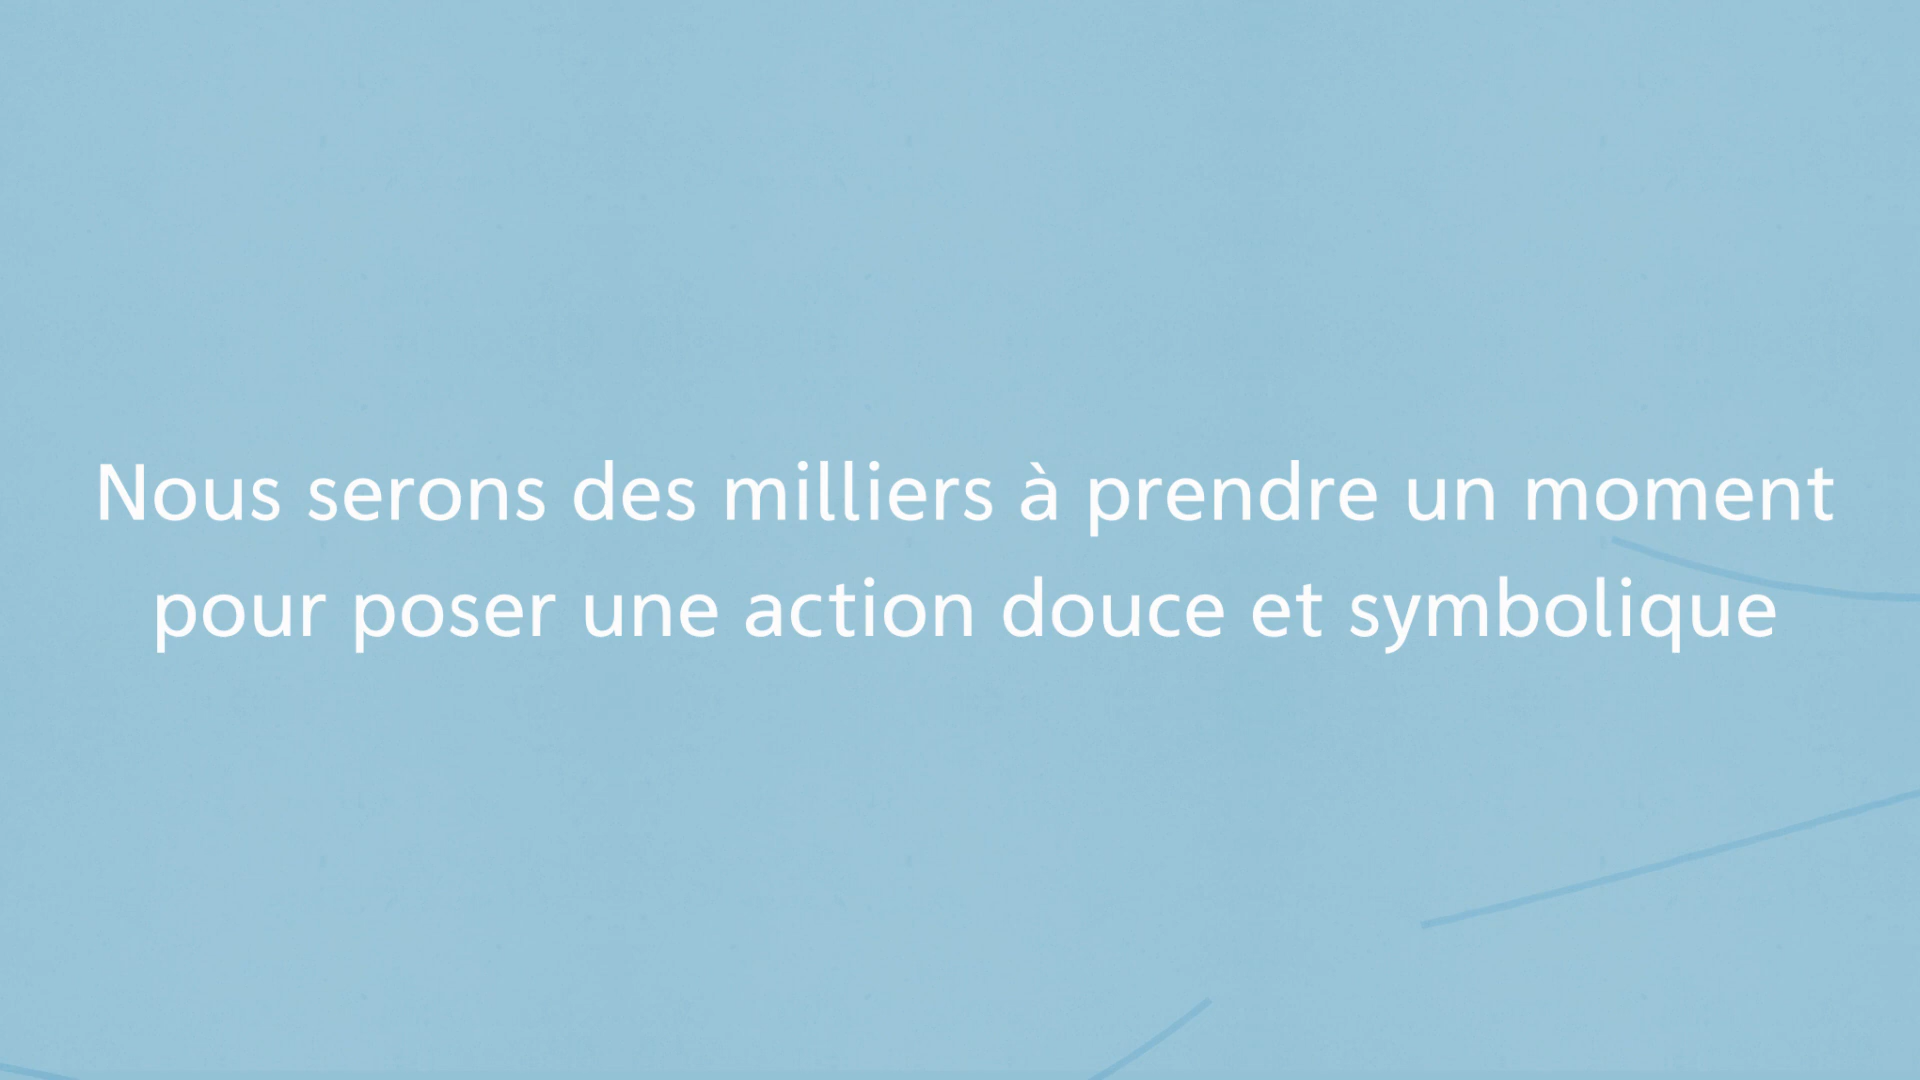 Nous serons des milliers à prendre un moment
pour poser une action douce et symbolique